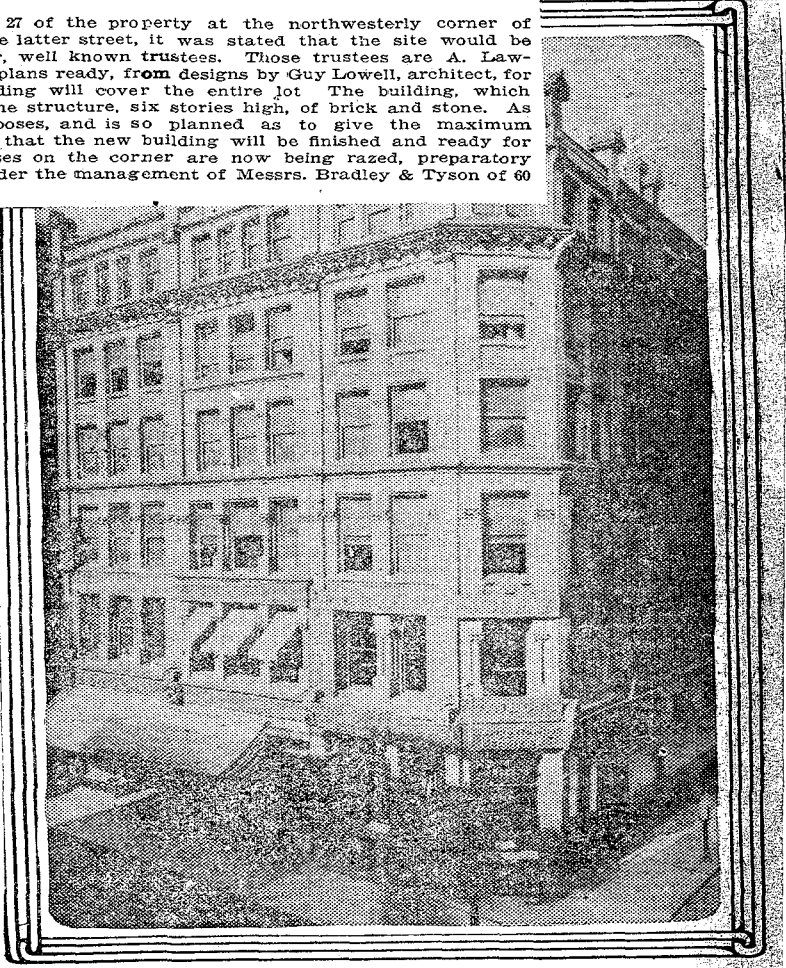 27 of the property at the northwesterly corner of
e latter street, it was stated that the site would be
, well known trustees. Those trustees are A. Law-
plans ready, from designs by Guy Lowell, architect, for
ding will cover the entire lot The building, which
ne structure, six stories high, of brick and stone. As
poses, and is so planned as to give the maximum
that the new building will be finished and ready for
ses on the corner are now being razed, preparatory
der the management of Messrs. Bradley & Tyson of 60